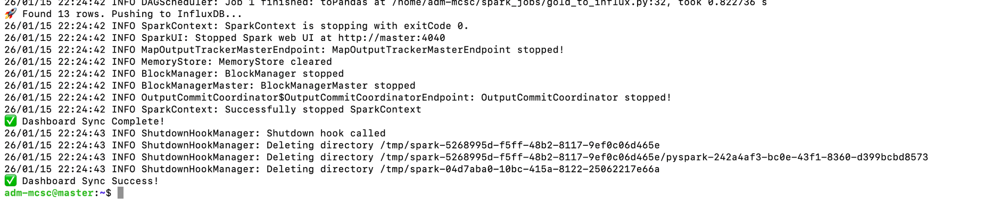 26/01/15 22:24:42 INFO DAGScheduler: Job 1 finished: toPandas at /home/adm-mcsc/spark_jobs/gold_to_influx.py:32, took 0.822736 s
🚀 Found 13 rows. Pushing to InfluxDB...
26/01/15 22:24:42 INFO SparkContext: SparkContext is stopping with exitCode 0.
26/01/15 22:24:42 INFO SparkUI: Stopped Spark web UI at http://master:4040
26/01/15 22:24:42 INFO MapOutputTrackerMasterEndpoint: MapOutputTrackerMasterEndpoint stopped!
26/01/15 22:24:42 INFO MemoryStore: MemoryStore cleared
26/01/15 22:24:42 INFO BlockManager: BlockManager stopped
26/01/15 22:24:42 INFO BlockManagerMaster: BlockManagerMaster stopped
26/01/15 22:24:42 INFO OutputCommitCoordinator$OutputCommitCoordinatorEndpoint: OutputCommitCoordinator stopped!
26/01/15 22:24:42 INFO SparkContext: Successfully stopped SparkContext
✅ Dashboard Sync Complete!
26/01/15 22:24:43 INFO ShutdownHookManager: Shutdown hook called
26/01/15 22:24:43 INFO ShutdownHookManager: Deleting directory /tmp/spark-5268995d-f5ff-48b2-8117-9ef0c06d465e
26/01/15 22:24:43 INFO ShutdownHookManager: Deleting directory /tmp/spark-5268995d-f5ff-48b2-8117-9ef0c06d465e/pyspark-242a4af3-bc0e-43f1-8360-d399bcbd8573
26/01/15 22:24:43 INFO ShutdownHookManager: Deleting directory /tmp/spark-04d7aba0-10bc-415a-8122-25062217e66a
✅ Dashboard Sync Success!
adm-mcsc@master:~$